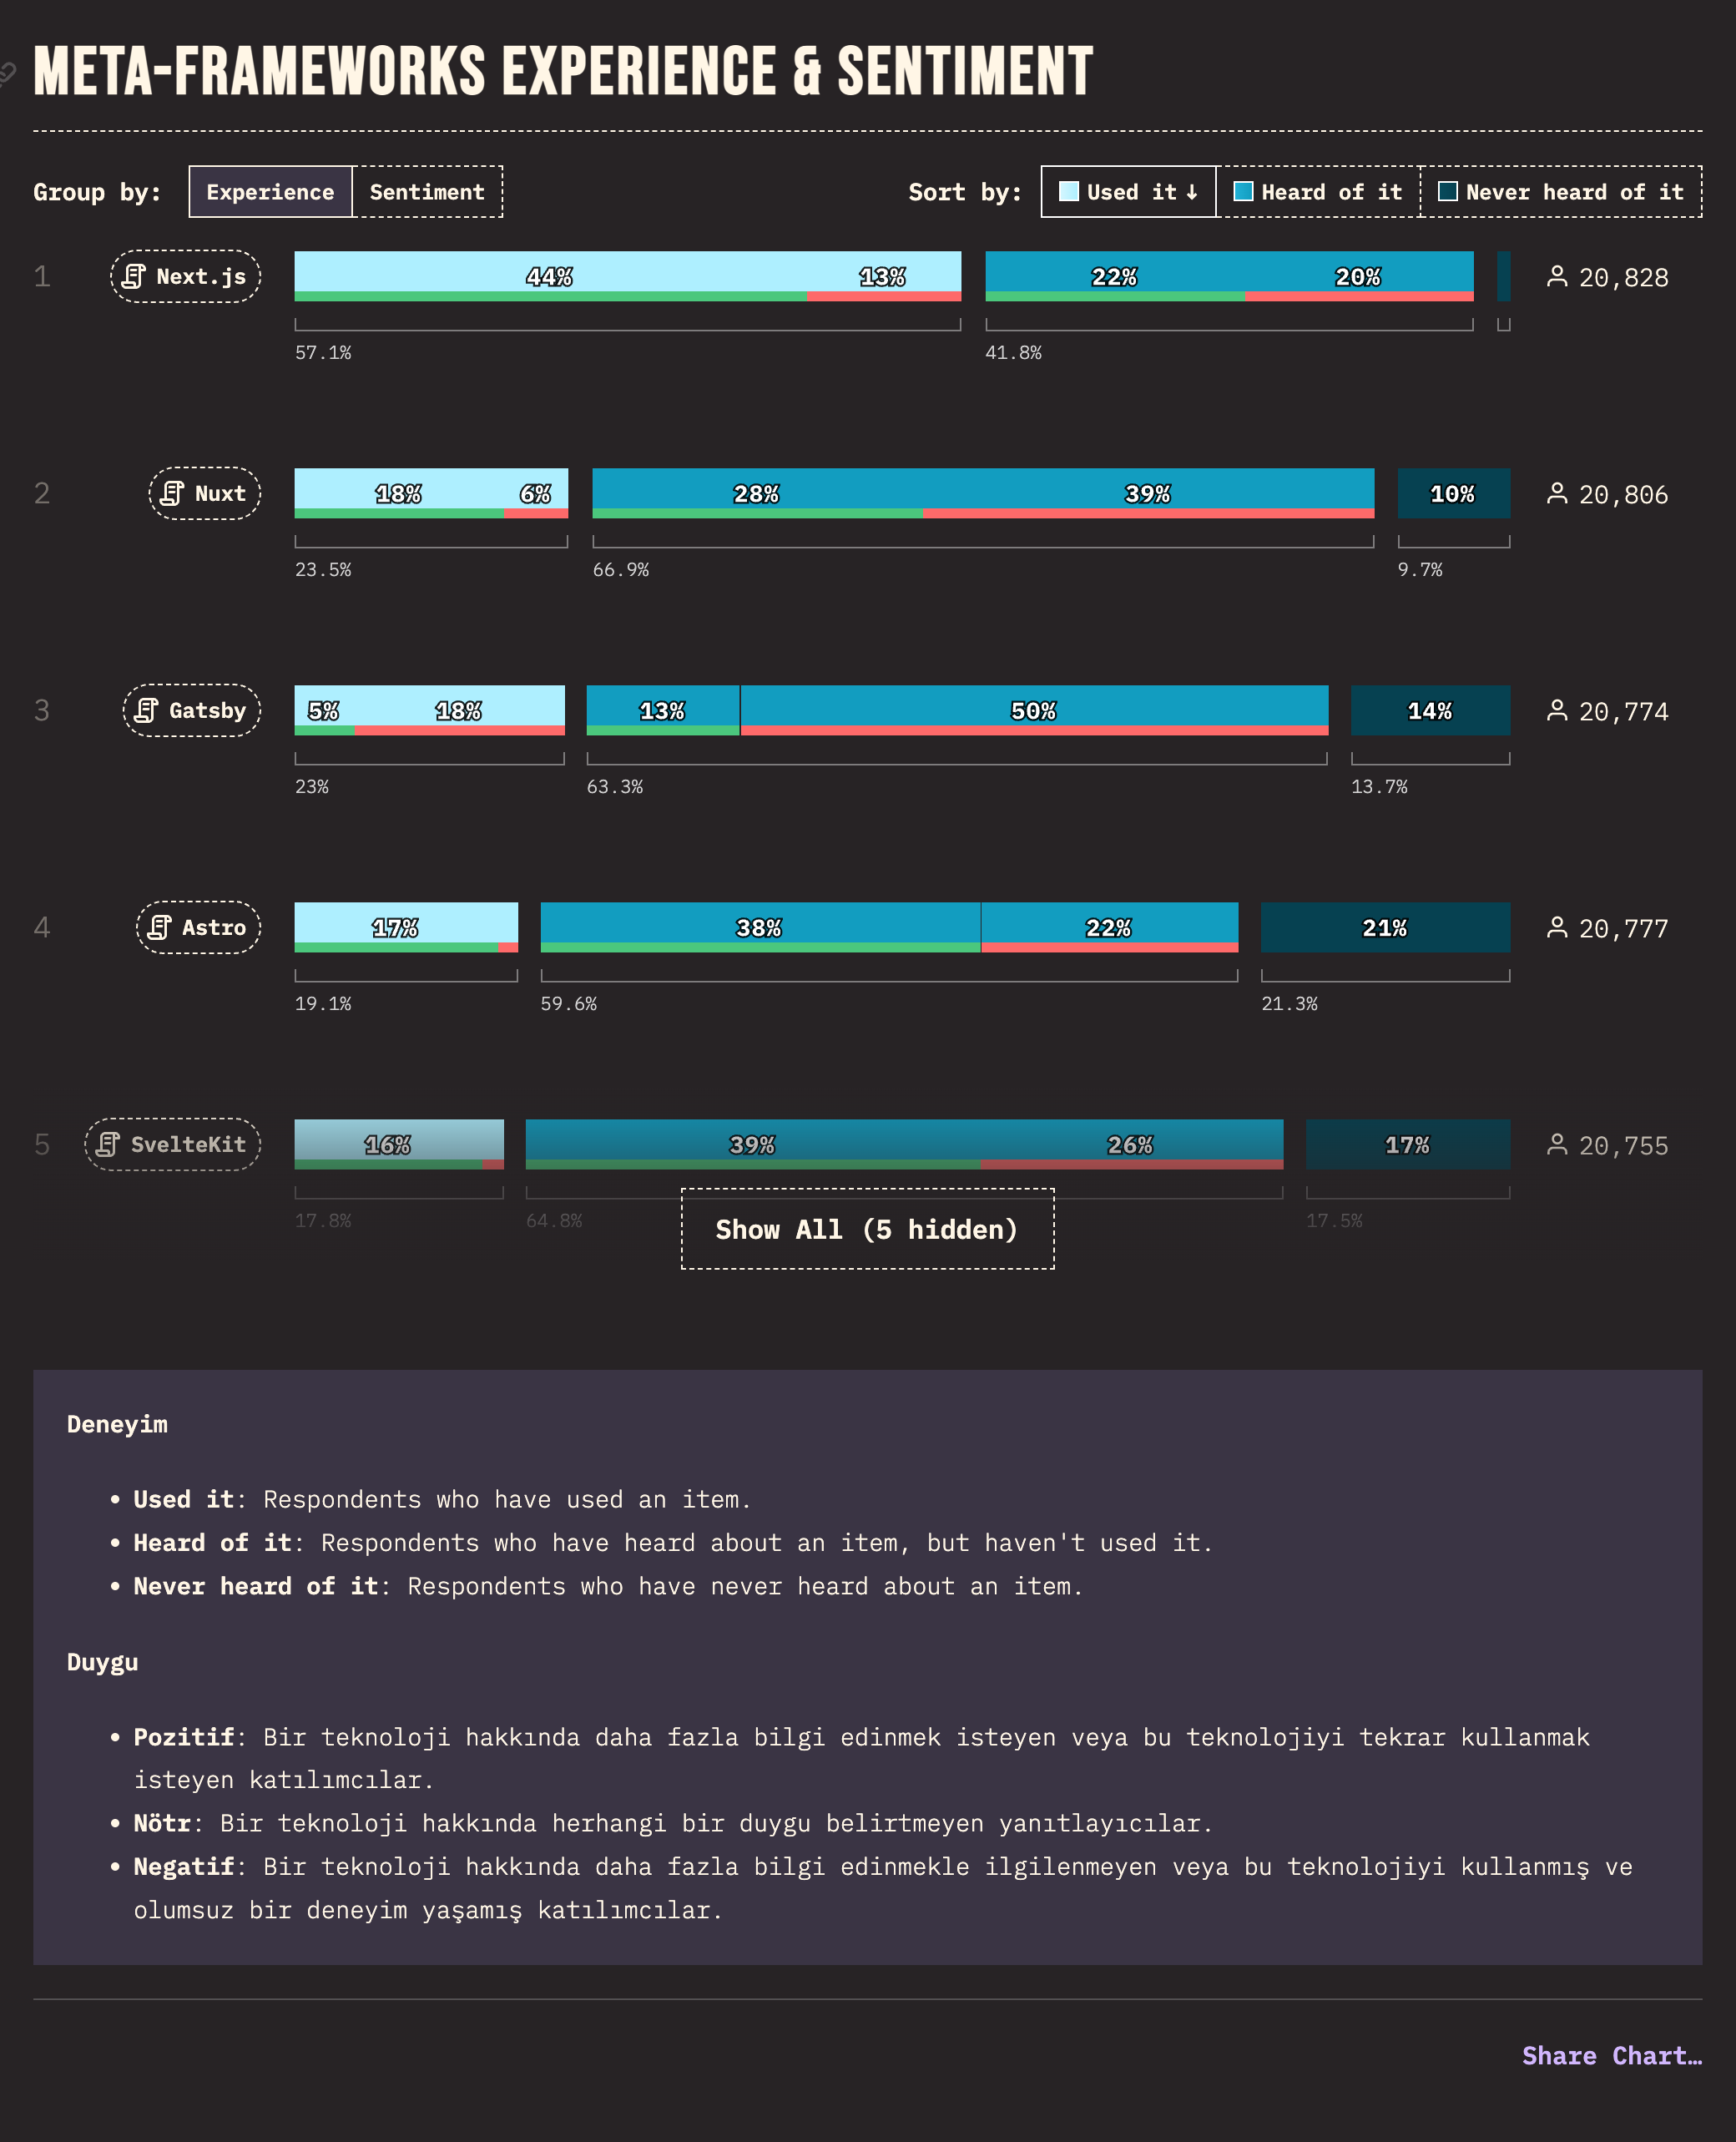 META-FRAMEWORKS EXPERIENCE & SENTIMENT
Group by: Experience Sentiment Sort by: Used it ↓ Heard of it Never heard of it
1 Next.js 44% 13% 22% 20% 20,828
57.1% 41.8%
2 Nuxt 18% 6% 28% 39% 10% 20,806
23.5% 66.9% 9.7%
3 Gatsby 5% 18% 13% 50% 14% 20,774
23% 63.3% 13.7%
4 Astro 17% 38% 22% 21% 20,777
19.1% 59.6% 21.3%
5 SvelteKit 16% 39% 26% 17% 20,755
17.8% 64.8% 17.5%
Show All (5 hidden)
Deneyim
• Used it: Respondents who have used an item.
• Heard of it: Respondents who have heard about an item, but haven't used it.
• Never heard of it: Respondents who have never heard about an item.
Duygu
• Pozitif: Bir teknoloji hakkında daha fazla bilgi edinmek isteyen veya bu teknolojiyi tekrar kullanmak
isteyen katılımcılar.
• Nötr: Bir teknoloji hakkında herhangi bir duygu belirtmeyen yanıtlayıcılar.
• Negatif: Bir teknoloji hakkında daha fazla bilgi edinmekle ilgilenmeyen veya bu teknolojiyi kullanmış ve
olumsuz bir deneyim yaşamış katılımcılar.
Share Chart…